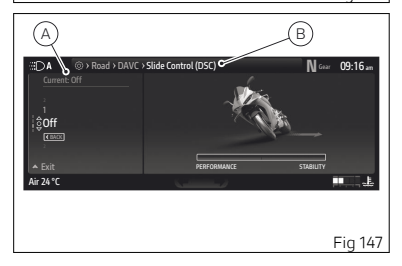 A
B
A Road › DAVC › Slide Control (DSC) N Gear 09:16 am
Current: Off
1
Off
BACK
Exit
PERFORMANCE STABILITY
Air 24 °C
Fig 147